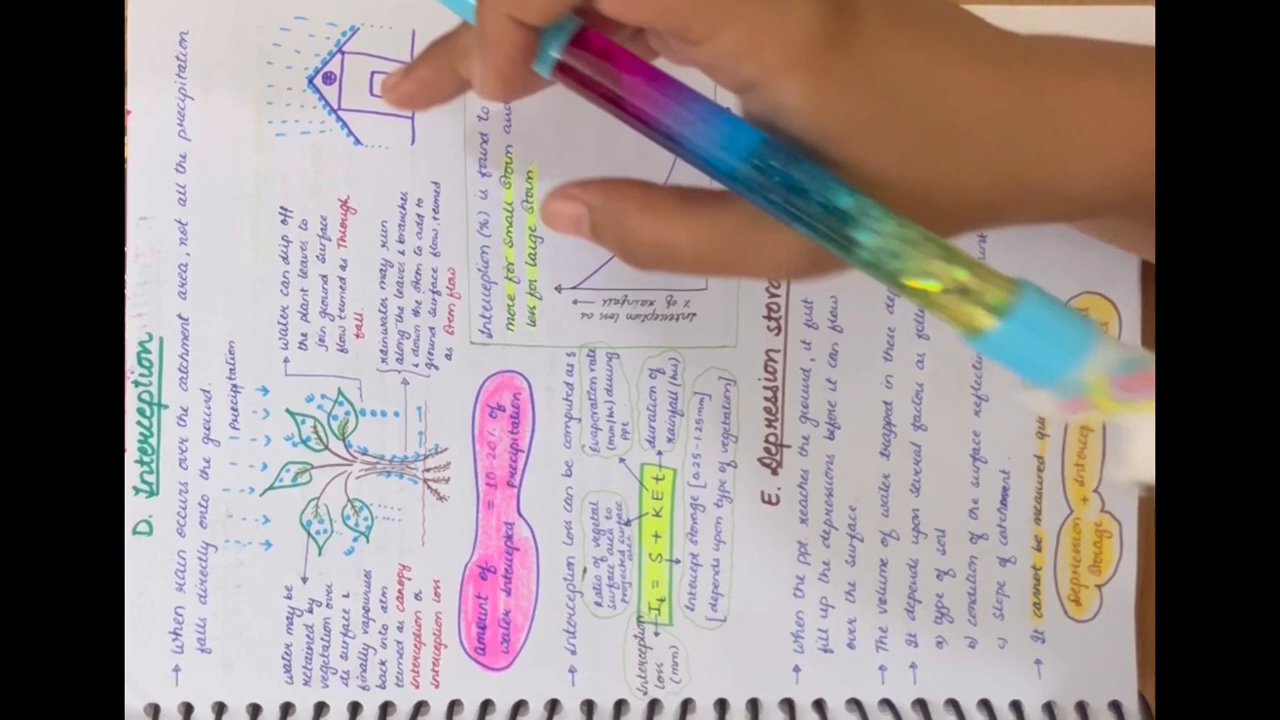 D. Interception
→ When rain occurs over the catchment area, not all the precipitation
falls directly onto the ground.
precipitation
water may be
retained by
vegetation over
its surface &
finally vapourises
back into atm
termed as canopy
interception or
interception loss
→ water can drip off
the plant leaves to
join ground surface
flow termed as Through
fall.
rainwater may run
along the leaves & branches
& down the stem to add to
ground surface flow, termed
as Stem flow
amount of
water intercepted = 10-20% of
precipitation
→ Interception loss can be computed as
Ratio of vegetal
surface area to
projected surface
area
Evaporation rate
(mm/hr) during
ppt
Iₗ = S + K E t
duration of
rainfall (hrs)
Interception
loss
(mm)
Intercept storage [0.25-1.25mm]
[depends upon type of vegetation]
Interception (%) is found to
more for small storm and
less for large storm.
Interception loss as
% of rainfall →
E. Depression
→ When the ppt reaches the ground, it just
fill up the depressions before it can flow
over the surface
→ The volume of water trapped in these
→ It depends upon several factors as
a) type of soil
b) condition of the surface
c) slope of catchment.
→ It cannot be measured
Depression +
Storage